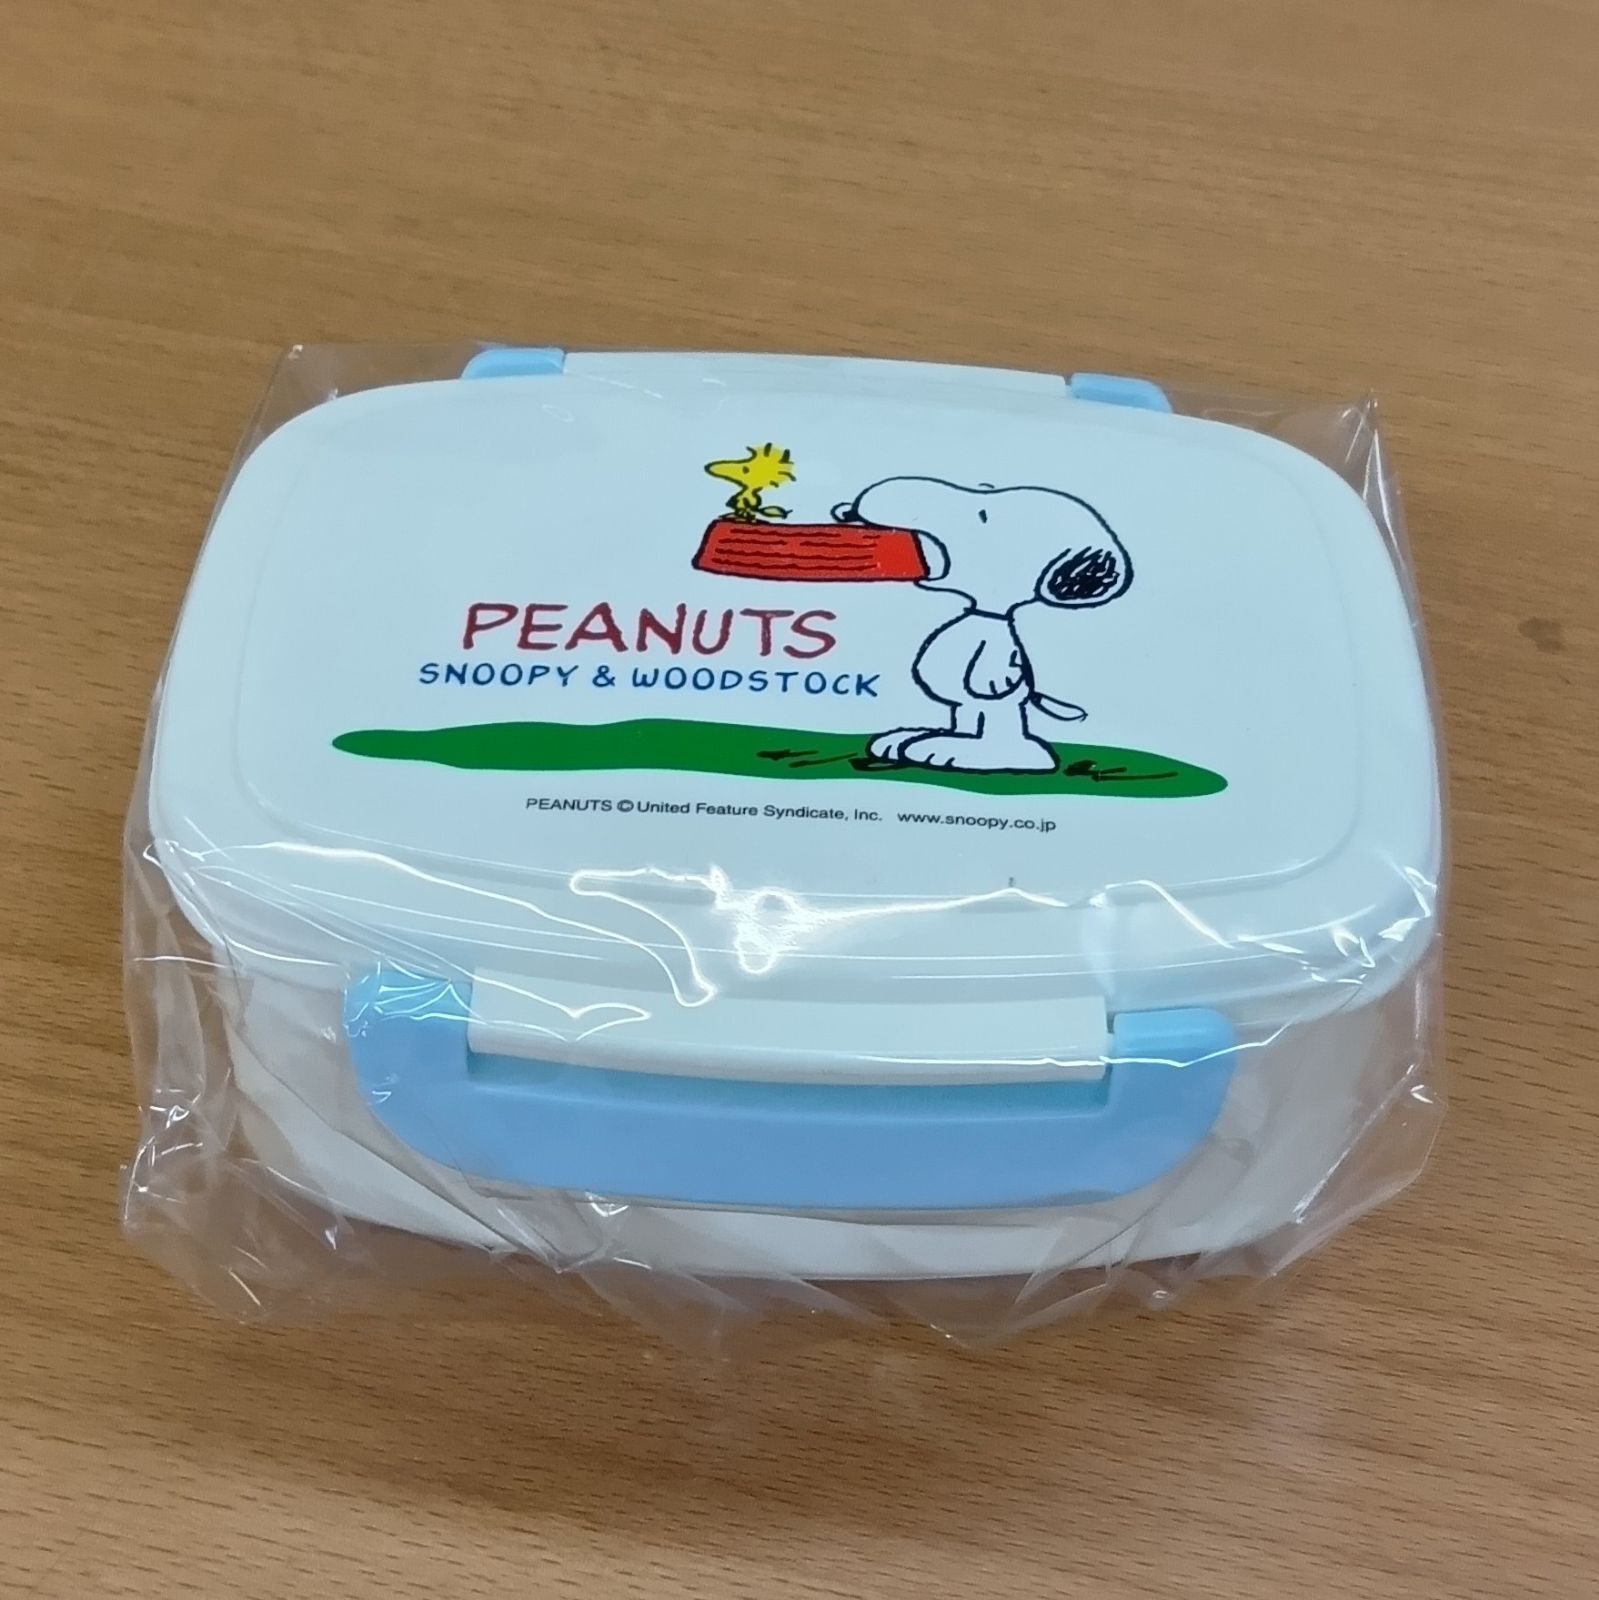 PEANUTS
SNOOPY & WOODSTOCK
PEANUTS © United Feature Syndicate, Inc. www.snoopy.co.jp